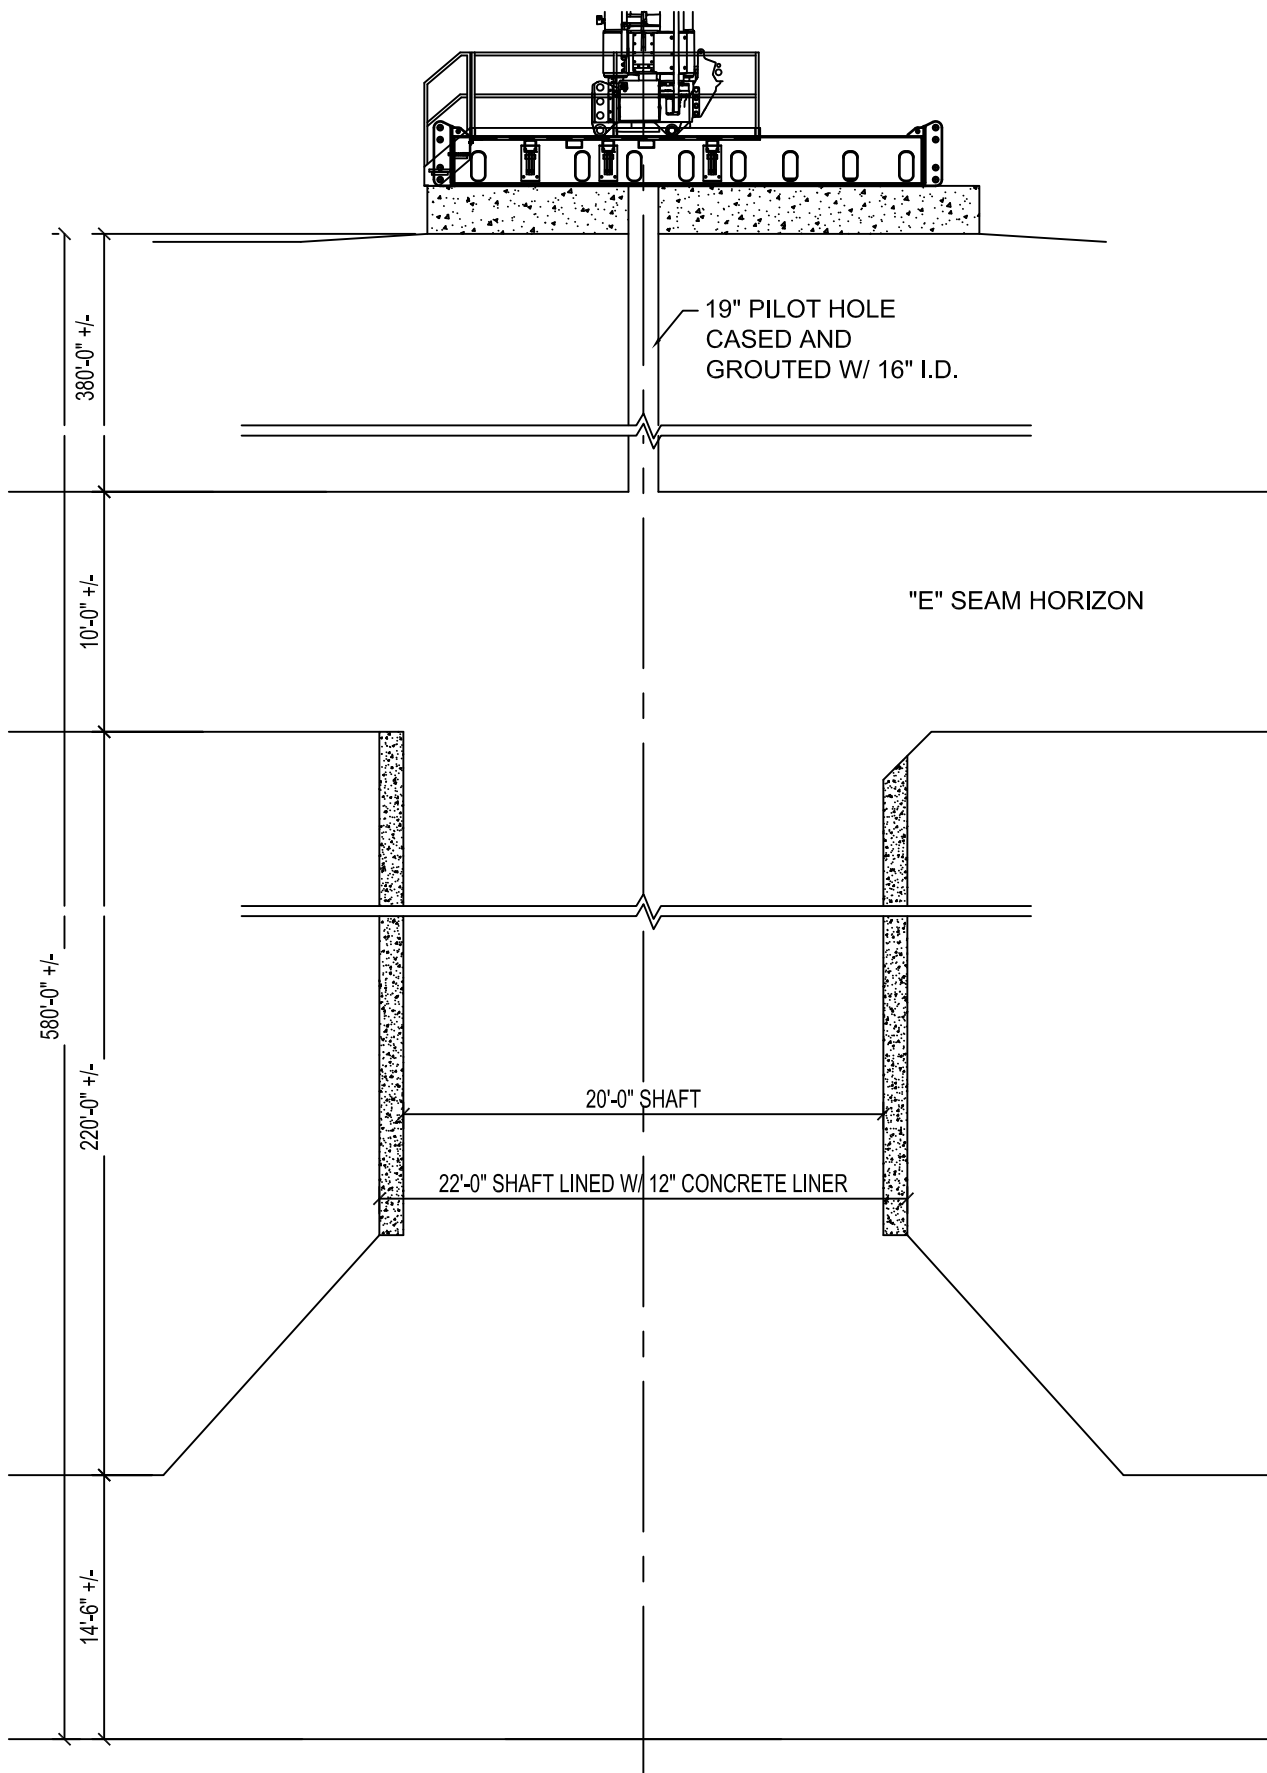 19" PILOT HOLE
CASED AND
GROUTED W/ 16" I.D.
380'-0" +/-
10'-0" +/-
"E" SEAM HORIZON
580'-0" +/-
220'-0" +/-
20'-0" SHAFT
22'-0" SHAFT LINED W/ 12" CONCRETE LINER
14'-6" +/-